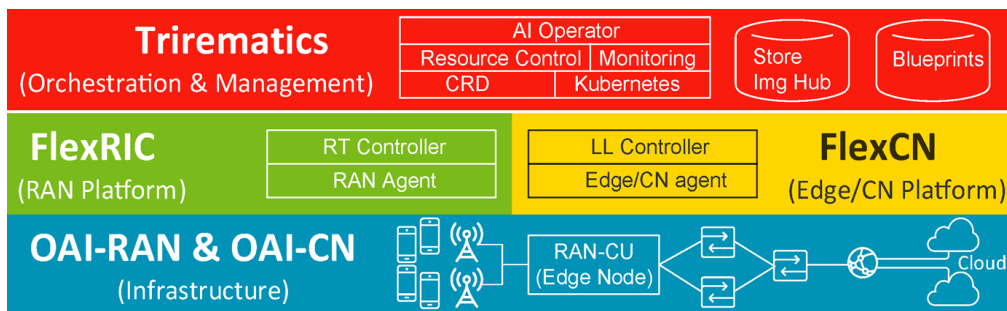 Trirematics
(Orchestration & Management)
AI Operator
Resource Control
Monitoring
CRD
Kubernetes
Store
Img Hub
Blueprints
FlexRIC
(RAN Platform)
RT Controller
RAN Agent
LL Controller
Edge/CN agent
FlexCN
(Edge/CN Platform)
OAI-RAN & OAI-CN
(Infrastructure)
RAN-CU
(Edge Node)
Cloud